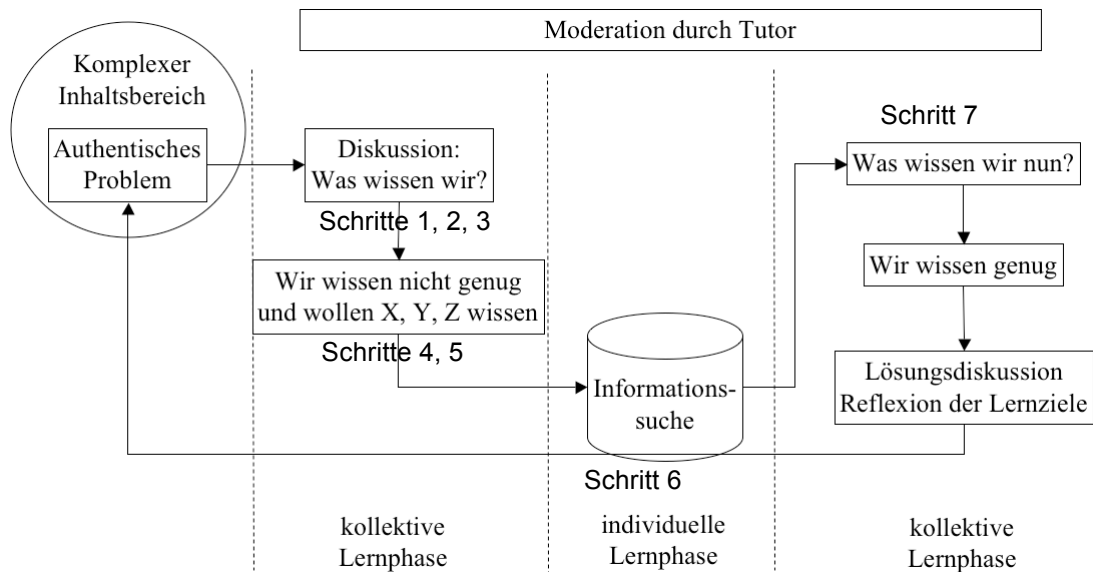 Moderation durch Tutor
Komplexer
Inhaltsbereich
Authentisches
Problem
Diskussion:
Was wissen wir?
Schritte 1, 2, 3
Wir wissen nicht genug
und wollen X, Y, Z wissen
Schritte 4, 5
Informations-
suche
Schritt 6
Schritt 7
Was wissen wir nun?
Wir wissen genug
Lösungsdiskussion
Reflexion der Lernziele
kollektive
Lernphase
individuelle
Lernphase
kollektive
Lernphase